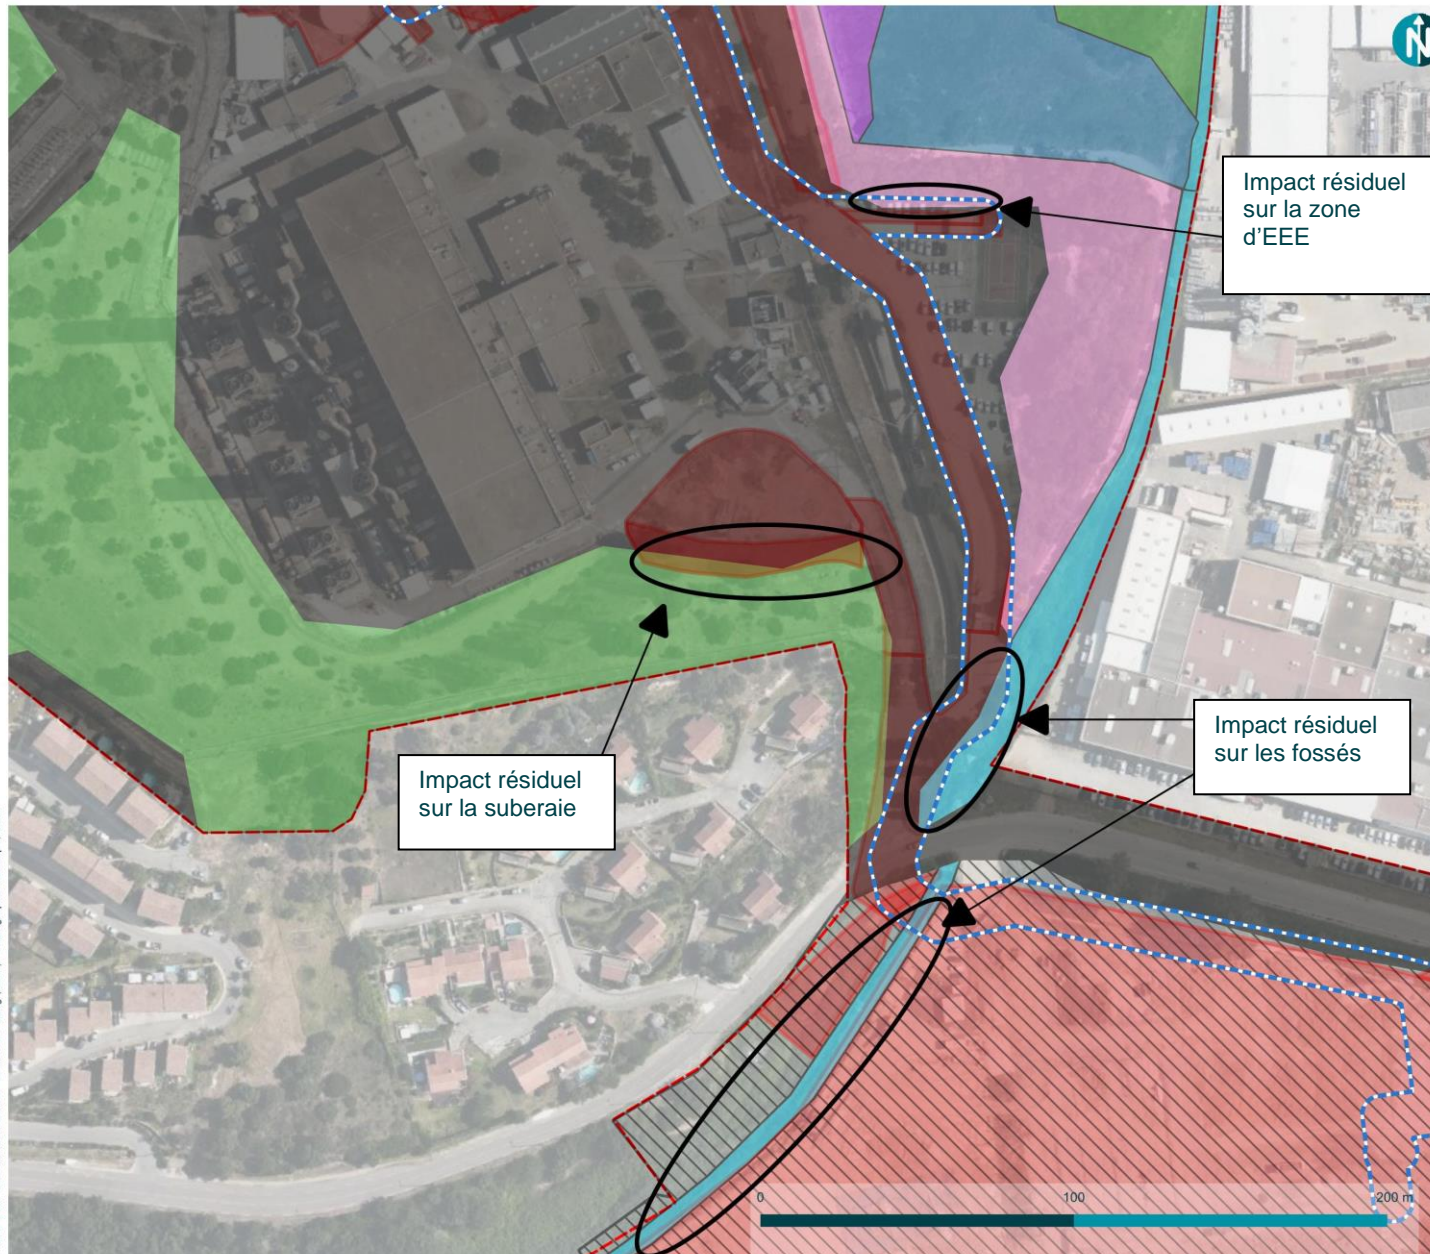 N
Impact résiduel
sur la zone
d'EEE
Impact résiduel
sur les fossés
Impact résiduel
sur la suberaie
0 100 200 m